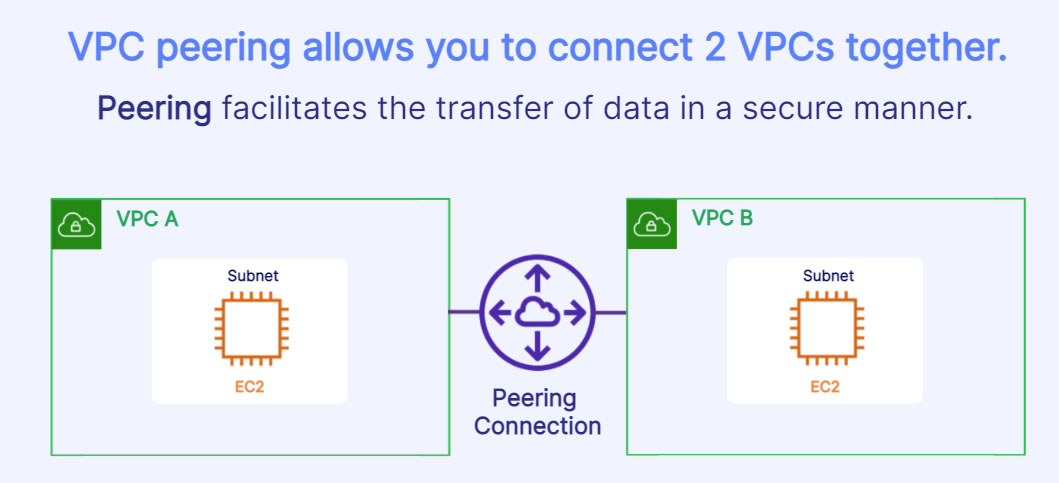 VPC peering allows you to connect 2 VPCs together.
Peering facilitates the transfer of data in a secure manner.
VPC A
Subnet
EC2
Peering
Connection
VPC B
Subnet
EC2